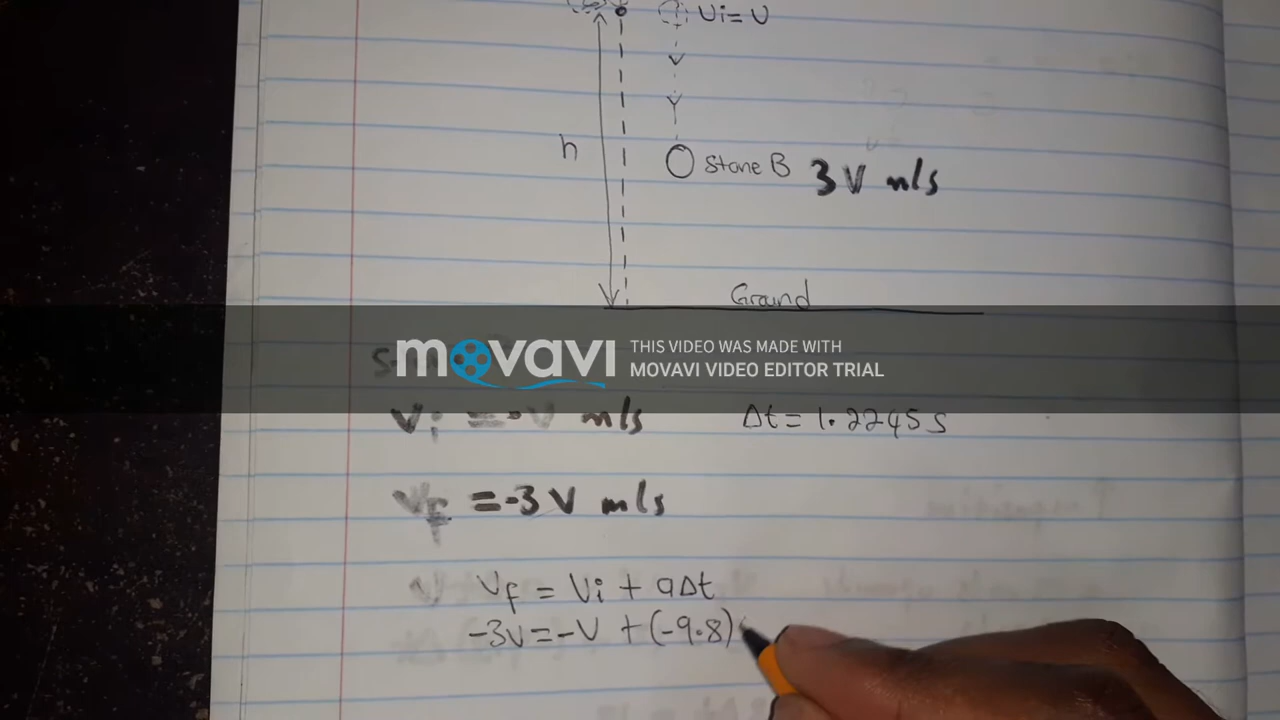 Vi = V
h
Stone B 3V m/s
Ground
movavi THIS VIDEO WAS MADE WITH
MOVAVI VIDEO EDITOR TRIAL
Vi = -V m/s Δt = 1.2245 s
Vf = -3V m/s
Vf = Vi + aΔt
-3V = -V + (-9.8)